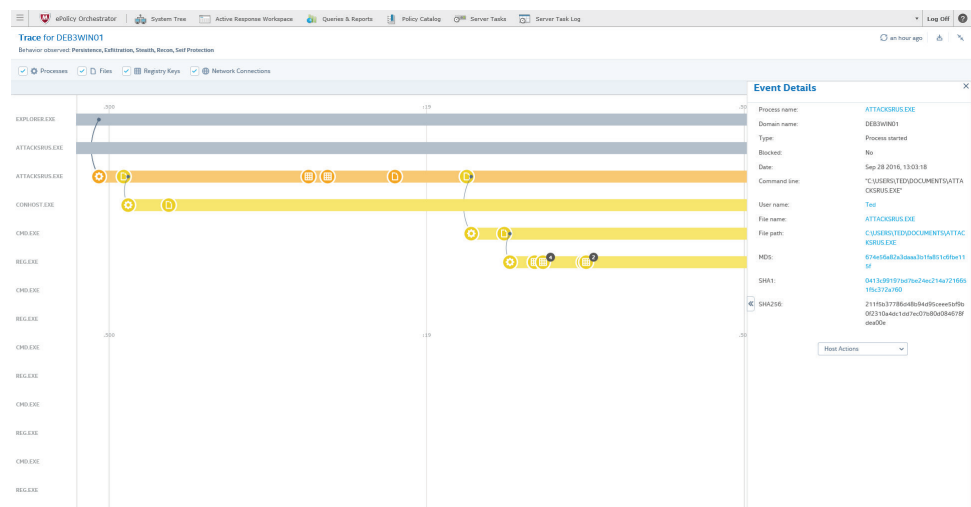 ePolicy Orchestrator System Tree Active Response Workspace Queries & Reports Policy Catalog Server Tasks Server Task Log Log Off ?
Trace for DEB3WIN01
an hour ago
Behavior observed: Persistence, Exfiltration, Stealth, Recon, Self Protection
Processes Files Registry Keys Network Connections
Event Details
:500 :19
EXPLORER.EXE
ATTACKSRUS.EXE
ATTACKSRUS.EXE
CONHOST.EXE
CMD.EXE
REG.EXE 4 2
CMD.EXE
REG.EXE
:500 :19
CMD.EXE
REG.EXE
CMD.EXE
REG.EXE
CMD.EXE
REG.EXE
Process name: ATTACKSRUS.EXE
Domain name: DEB3WIN01
Type: Process started
Blocked: No
Date: Sep 28 2016, 13:03:18
Command line: "C:\USERS\TED\DOCUMENTS\ATTA
CKSRUS.EXE"
User name: Ted
File name: ATTACKSRUS.EXE
File path: C:\USERS\TED\DOCUMENTS\ATTAC
KSRUS.EXE
MD5:
SHA1:
SHA256:
Host Actions